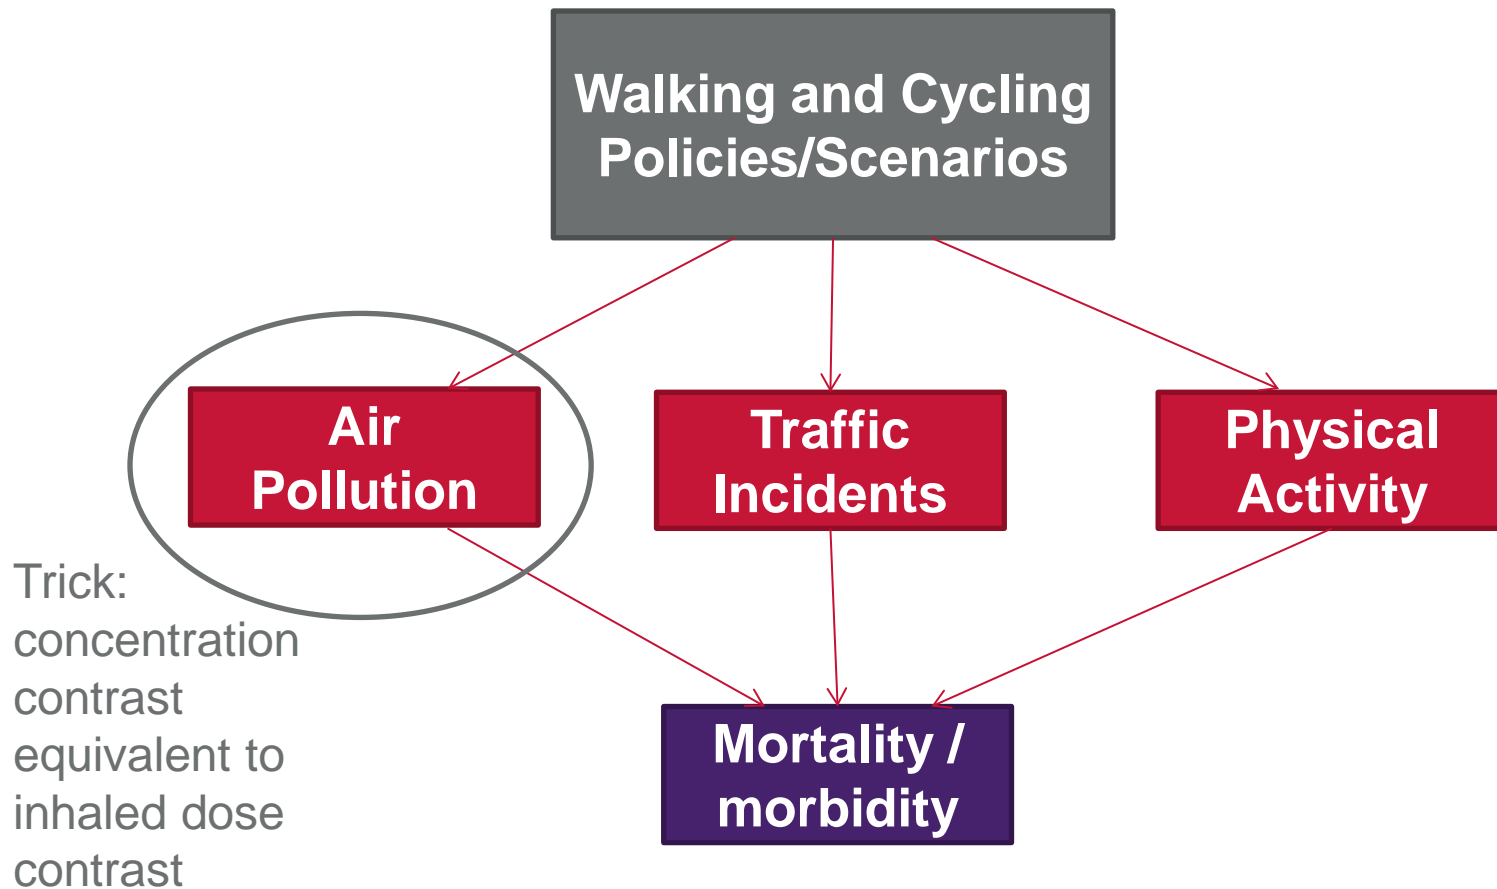 Walking and Cycling
Policies/Scenarios
Air
Pollution
Traffic
Incidents
Physical
Activity
Trick:
concentration
contrast
equivalent to
inhaled dose
contrast
Mortality /
morbidity